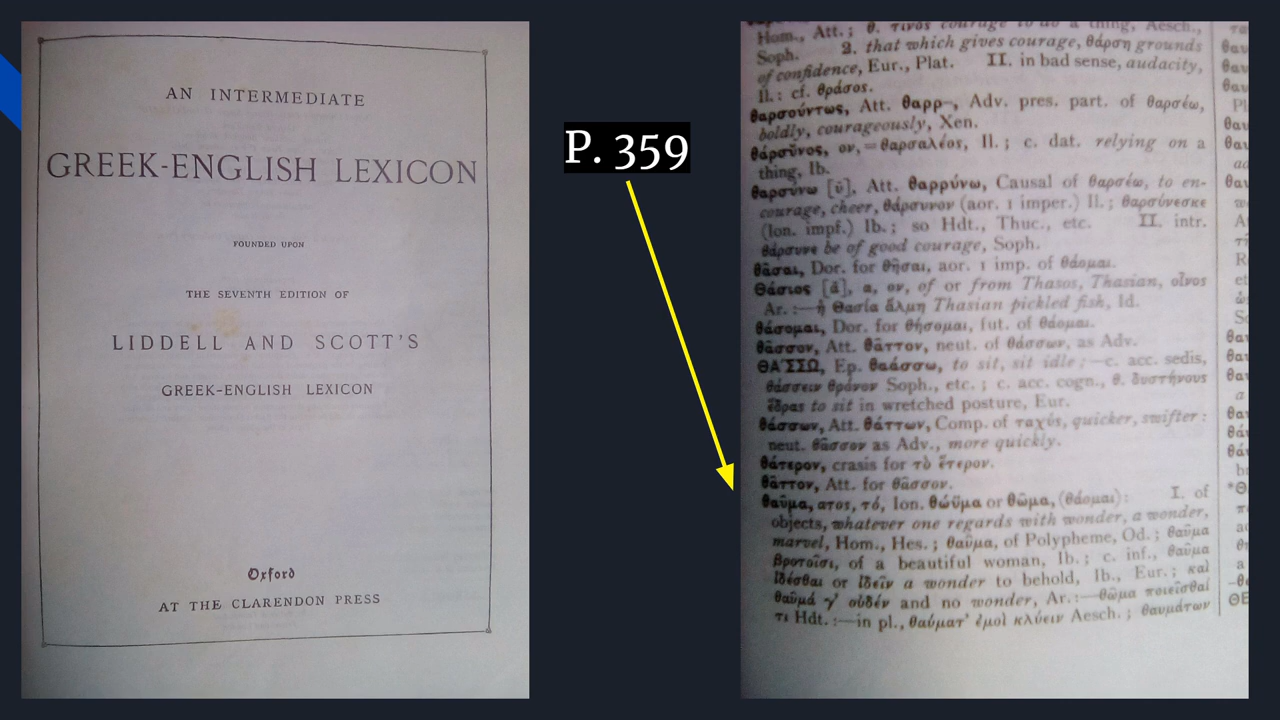 AN INTERMEDIATE
GREEK-ENGLISH LEXICON
FOUNDED UPON
THE SEVENTH EDITION OF
LIDDELL AND SCOTT'S
GREEK-ENGLISH LEXICON
Oxford
AT THE CLARENDON PRESS
P. 359
Hom., Att.; θ. τινός courage to do a thing, Aesch.,
Soph. 2. that which gives courage, θάρση grounds
of confidence, Eur., Plat. II. in bad sense, audacity,
Il.: cf. θράσος.
θαρσούντως, Att. θαρρ–, Adv. pres. part. of θαρσέω,
boldly, courageously, Xen.
θάρσῠνος, ον, = θαρσαλέος, Il.; c. dat. relying on a
thing, Ib.
θαρσύνω [ῡ], Att. θαρρύνω, Causal of θαρσέω, to en-
courage, cheer, θάρσυνον (aor. 1 imper.) Il.; θαρσύνεσκε
(Ion. impf.) Ib.; so Hdt., Thuc., etc. II. intr.
θάρσυνε be of good courage, Soph.
θᾶσαι, Dor. for θῆσαι, aor. 1 imp. of θάομαι.
Θάσιος [ᾰ], α, ον, of or from Thasos, Thasian, οἶνος
Ar.:—ἡ Θασία ἅλμη Thasian pickled fish, Id.
θάσομαι, Dor. for θήσομαι, fut. of θάομαι.
θᾶσσον, Att. θᾶττον, neut. of θάσσων, as Adv.
ΘΑ΄ΣΣΩ, Ep. θαάσσω, to sit, sit idle:—c. acc. sedis,
θάσσειν θρόνον Soph., etc.; c. acc. cogn., θ. δυστήνους
ἕδρας to sit in wretched posture, Eur.
θάσσων, Att. θάττων, Comp. of ταχύς, quicker, swifter:
neut. θᾶσσον as Adv., more quickly.
θάτερον, crasis for τὸ ἕτερον.
θᾶττον, Att. for θᾶσσον.
θαῦμα, ατος, τό, Ion. θώϋμα or θῶμα, (θάομαι): I. of
objects, whatever one regards with wonder, a wonder,
marvel, Hom., Hes.; θαῦμα, of Polypheme, Od.; θαῦμα
βροτοῖσι, of a beautiful woman, Ib.; c. inf., θαῦμα
ἰδέσθαι or ἰδεῖν a wonder to behold, Ib., Eur.; καὶ
θαῦμά γ' οὐδέν and no wonder, Ar.:—θῶμα ποιεῖσθαί
τι Hdt.:—in pl., θαύματ' ἐμοὶ κλύειν Aesch.; θαυμάτων